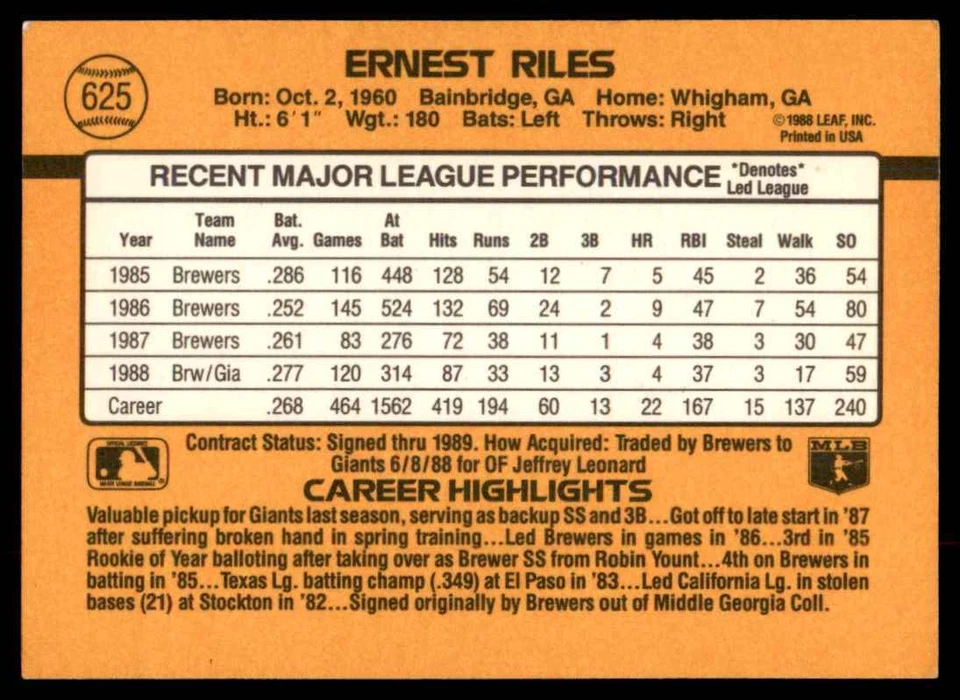 625
ERNEST RILES
Born: Oct. 2, 1960 Bainbridge, GA Home: Whigham, GA
Ht.: 6'1" Wgt.: 180 Bats: Left Throws: Right
©1988 LEAF, INC.
Printed in USA
RECENT MAJOR LEAGUE PERFORMANCE *Denotes*
Led League
Year Team Name Bat. Avg. Games At Bat Hits Runs 2B 3B HR RBI Steal Walk SO
1985 Brewers .286 116 448 128 54 12 7 5 45 2 36 54
1986 Brewers .252 145 524 132 69 24 2 9 47 7 54 80
1987 Brewers .261 83 276 72 38 11 1 4 38 3 30 47
1988 Brw/Gia .277 120 314 87 33 13 3 4 37 3 17 59
Career .268 464 1562 419 194 60 13 22 167 15 137 240
OFFICIAL LICENSEE
MAJOR LEAGUE BASEBALL
Contract Status: Signed thru 1989. How Acquired: Traded by Brewers to
Giants 6/8/88 for OF Jeffrey Leonard
MLB
CAREER HIGHLIGHTS
Valuable pickup for Giants last season, serving as backup SS and 3B...Got off to late start in '87
after suffering broken hand in spring training...Led Brewers in games in '86...3rd in '85
Rookie of Year balloting after taking over as Brewer SS from Robin Yount...4th on Brewers in
batting in '85...Texas Lg. batting champ (.349) at El Paso in '83...Led California Lg. in stolen
bases (21) at Stockton in '82...Signed originally by Brewers out of Middle Georgia Coll.